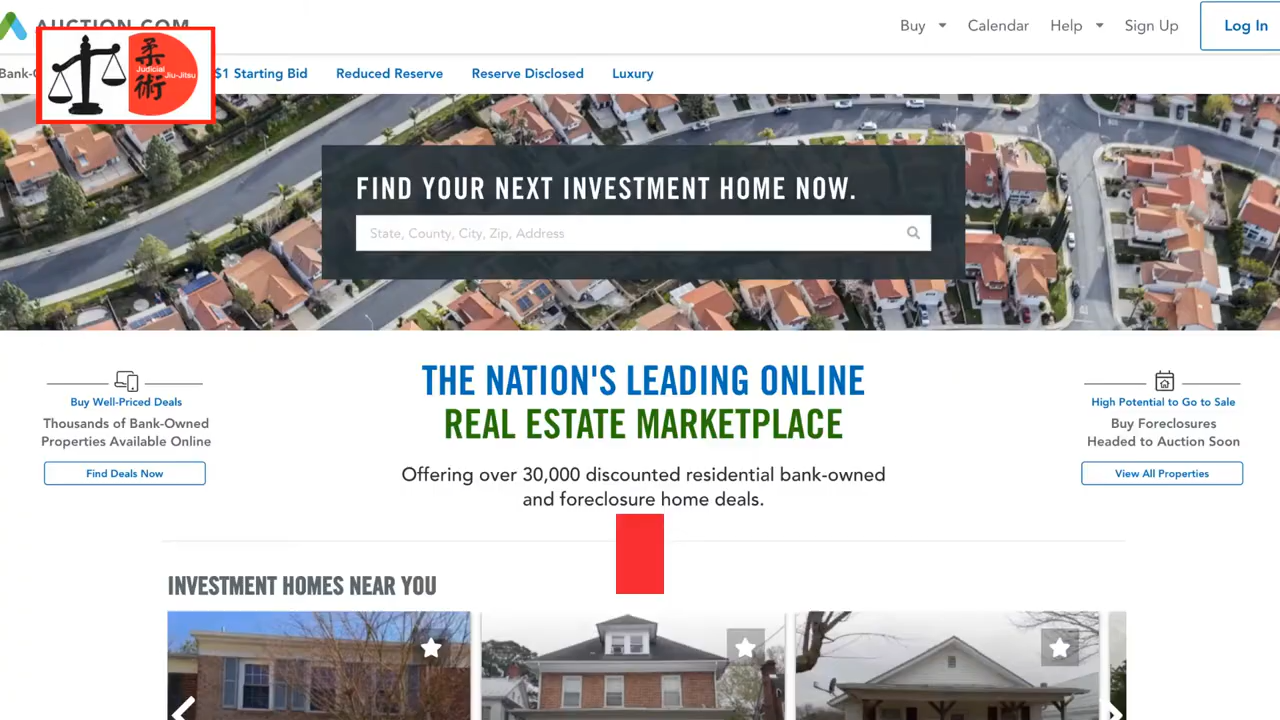 AUCTION.COM
Buy
Calendar
Help
Sign Up
Log In
柔
Judicial
Jiu-Jitsu
術
$1 Starting Bid
Reduced Reserve
Reserve Disclosed
Luxury
FIND YOUR NEXT INVESTMENT HOME NOW.
State, County, City, Zip, Address
Buy Well-Priced Deals
Thousands of Bank-Owned
Properties Available Online
Find Deals Now
THE NATION'S LEADING ONLINE
REAL ESTATE MARKETPLACE
Offering over 30,000 discounted residential bank-owned
and foreclosure home deals.
High Potential to Go to Sale
Buy Foreclosures
Headed to Auction Soon
View All Properties
INVESTMENT HOMES NEAR YOU